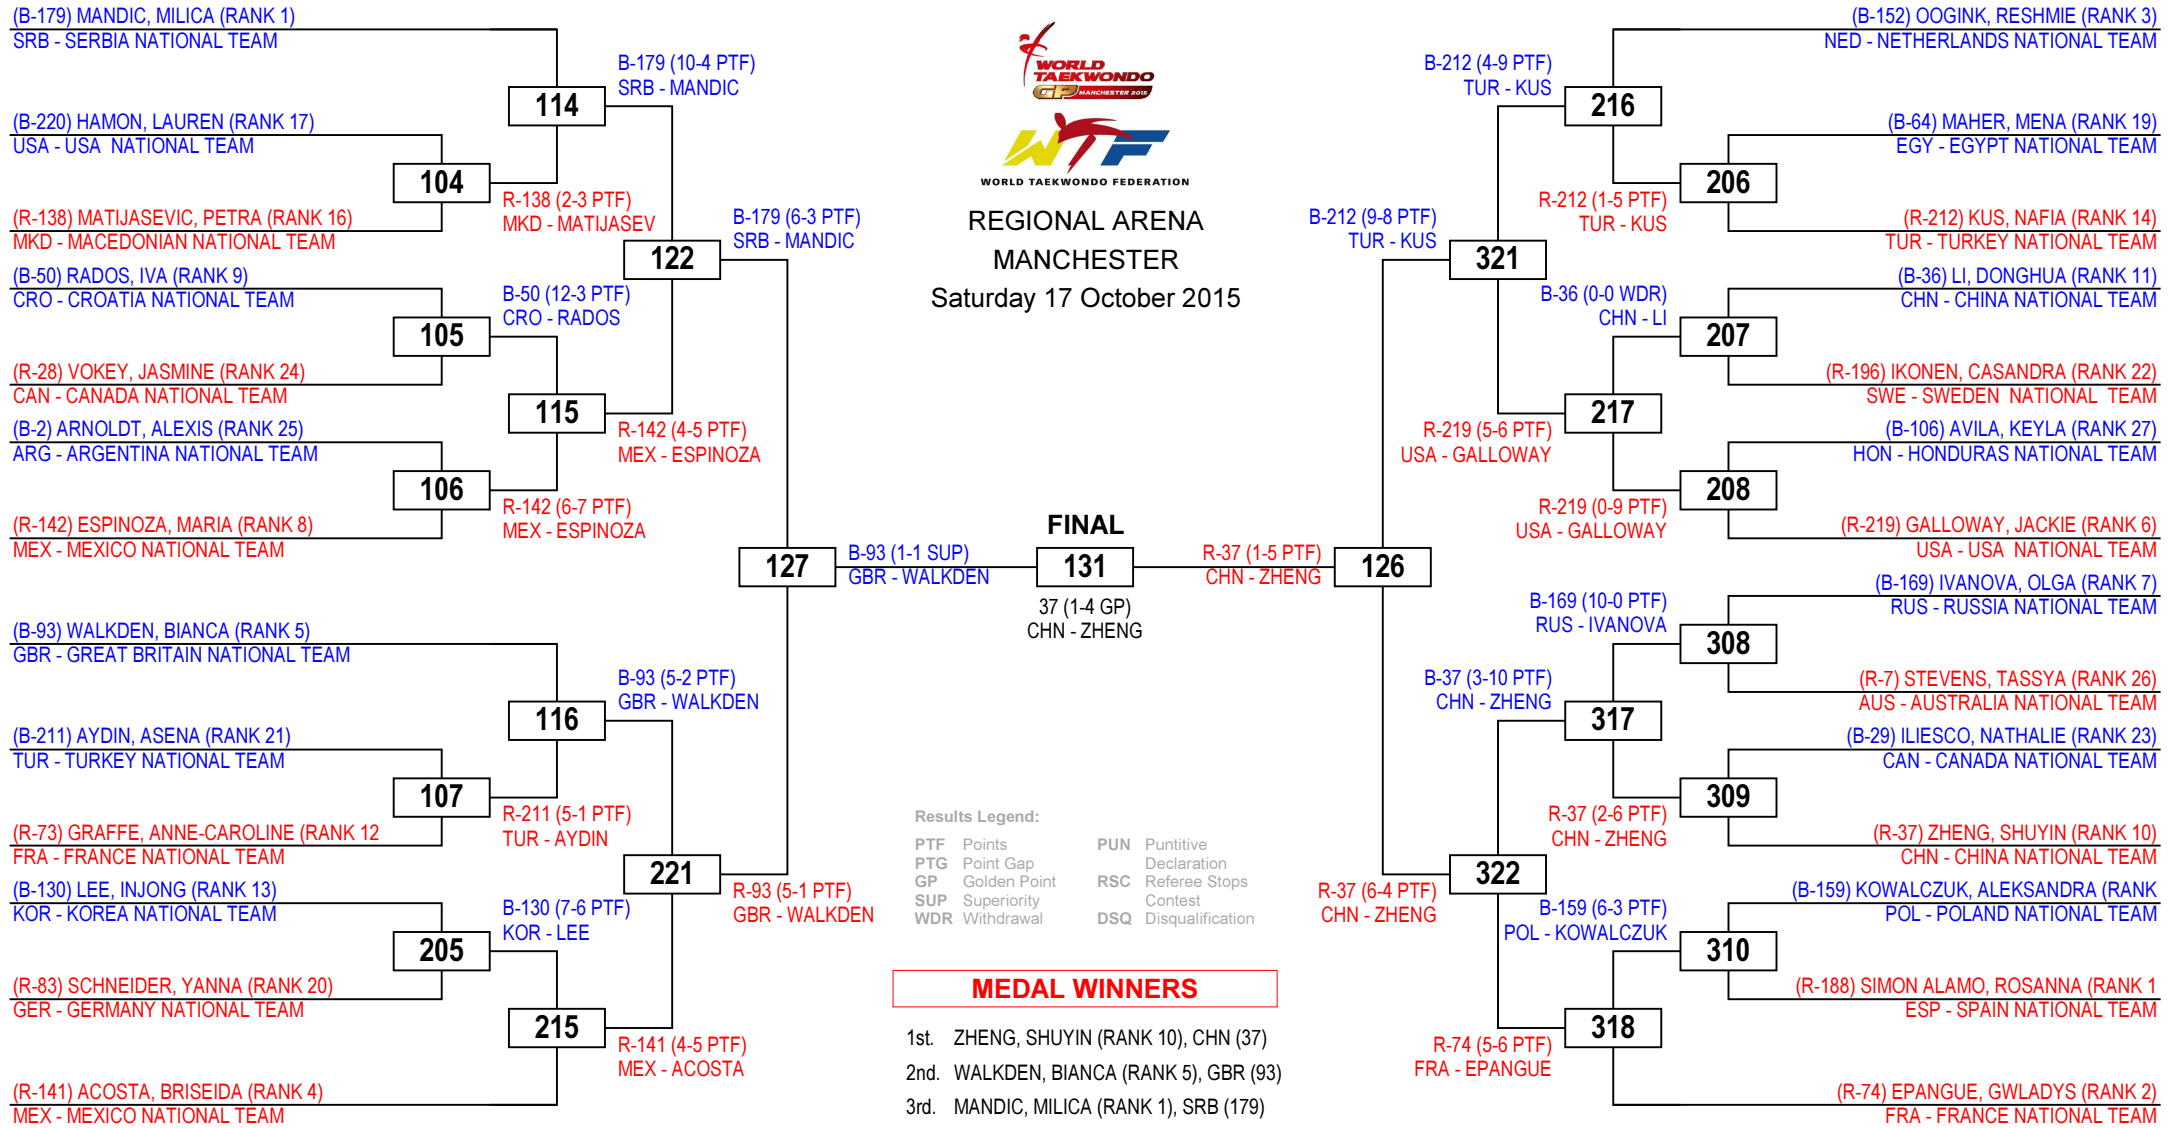 (B-179) MANDIC, MILICA (RANK 1)
SRB - SERBIA NATIONAL TEAM
(B-220) HAMON, LAUREN (RANK 17)
USA - USA NATIONAL TEAM
(R-138) MATIJASEVIC, PETRA (RANK 16)
MKD - MACEDONIAN NATIONAL TEAM
(B-50) RADOS, IVA (RANK 9)
CRO - CROATIA NATIONAL TEAM
(R-28) VOKEY, JASMINE (RANK 24)
CAN - CANADA NATIONAL TEAM
(B-2) ARNOLDT, ALEXIS (RANK 25)
ARG - ARGENTINA NATIONAL TEAM
(R-142) ESPINOZA, MARIA (RANK 8)
MEX - MEXICO NATIONAL TEAM
(B-93) WALKDEN, BIANCA (RANK 5)
GBR - GREAT BRITAIN NATIONAL TEAM
(B-211) AYDIN, ASENA (RANK 21)
TUR - TURKEY NATIONAL TEAM
(R-73) GRAFFE, ANNE-CAROLINE (RANK 12
FRA - FRANCE NATIONAL TEAM
(B-130) LEE, INJONG (RANK 13)
KOR - KOREA NATIONAL TEAM
(R-83) SCHNEIDER, YANNA (RANK 20)
GER - GERMANY NATIONAL TEAM
(R-141) ACOSTA, BRISEIDA (RANK 4)
MEX - MEXICO NATIONAL TEAM
104
105
106
107
205
R-138 (2-3 PTF)
MKD - MATIJASEV
B-50 (12-3 PTF)
CRO - RADOS
R-142 (6-7 PTF)
MEX - ESPINOZA
R-211 (5-1 PTF)
TUR - AYDIN
B-130 (7-6 PTF)
KOR - LEE
114
115
116
215
B-179 (10-4 PTF)
SRB - MANDIC
R-142 (4-5 PTF)
MEX - ESPINOZA
B-93 (5-2 PTF)
GBR - WALKDEN
R-141 (4-5 PTF)
MEX - ACOSTA
122
221
B-179 (6-3 PTF)
SRB - MANDIC
R-93 (5-1 PTF)
GBR - WALKDEN
127
B-93 (1-1 SUP)
GBR - WALKDEN
WORLD
TAEKWONDO
GP MANCHESTER 2015
WTF
WORLD TAEKWONDO FEDERATION
REGIONAL ARENA
MANCHESTER
Saturday 17 October 2015
FINAL
131
37 (1-4 GP)
CHN - ZHENG
Results Legend:
PTF Points
PTG Point Gap
GP Golden Point
SUP Superiority
WDR Withdrawal
PUN Puntitive
Declaration
RSC Referee Stops
Contest
DSQ Disqualification
MEDAL WINNERS
1st. ZHENG, SHUYIN (RANK 10), CHN (37)
2nd. WALKDEN, BIANCA (RANK 5), GBR (93)
3rd. MANDIC, MILICA (RANK 1), SRB (179)
R-37 (1-5 PTF)
CHN - ZHENG
126
B-212 (9-8 PTF)
TUR - KUS
R-37 (6-4 PTF)
CHN - ZHENG
321
322
B-212 (4-9 PTF)
TUR - KUS
R-219 (5-6 PTF)
USA - GALLOWAY
B-37 (3-10 PTF)
CHN - ZHENG
R-74 (5-6 PTF)
FRA - EPANGUE
216
217
317
318
R-212 (1-5 PTF)
TUR - KUS
B-36 (0-0 WDR)
CHN - LI
R-219 (0-9 PTF)
USA - GALLOWAY
B-169 (10-0 PTF)
RUS - IVANOVA
R-37 (2-6 PTF)
CHN - ZHENG
B-159 (6-3 PTF)
POL - KOWALCZUK
206
207
208
308
309
310
(B-152) OOGINK, RESHMIE (RANK 3)
NED - NETHERLANDS NATIONAL TEAM
(B-64) MAHER, MENA (RANK 19)
EGY - EGYPT NATIONAL TEAM
(R-212) KUS, NAFIA (RANK 14)
TUR - TURKEY NATIONAL TEAM
(B-36) LI, DONGHUA (RANK 11)
CHN - CHINA NATIONAL TEAM
(R-196) IKONEN, CASANDRA (RANK 22)
SWE - SWEDEN NATIONAL TEAM
(B-106) AVILA, KEYLA (RANK 27)
HON - HONDURAS NATIONAL TEAM
(R-219) GALLOWAY, JACKIE (RANK 6)
USA - USA NATIONAL TEAM
(B-169) IVANOVA, OLGA (RANK 7)
RUS - RUSSIA NATIONAL TEAM
(R-7) STEVENS, TASSYA (RANK 26)
AUS - AUSTRALIA NATIONAL TEAM
(B-29) ILIESCO, NATHALIE (RANK 23)
CAN - CANADA NATIONAL TEAM
(R-37) ZHENG, SHUYIN (RANK 10)
CHN - CHINA NATIONAL TEAM
(B-159) KOWALCZUK, ALEKSANDRA (RANK
POL - POLAND NATIONAL TEAM
(R-188) SIMON ALAMO, ROSANNA (RANK 1
ESP - SPAIN NATIONAL TEAM
(R-74) EPANGUE, GWLADYS (RANK 2)
FRA - FRANCE NATIONAL TEAM